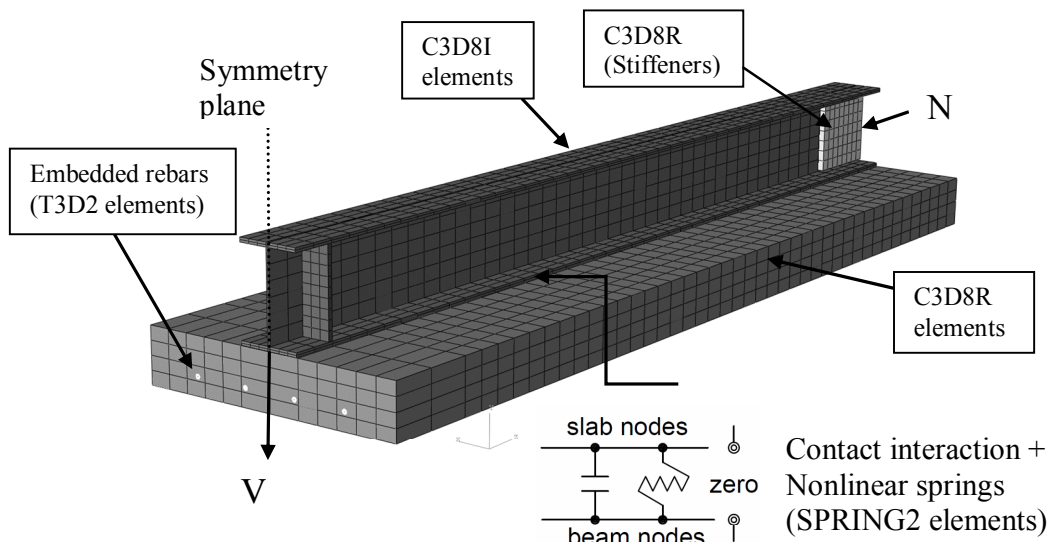 C3D8I
elements
C3D8R
(Stiffeners)
Symmetry
plane
N
Embedded rebars
(T3D2 elements)
C3D8R
elements
V
slab nodes
zero
beam nodes
Contact interaction +
Nonlinear springs
(SPRING2 elements)